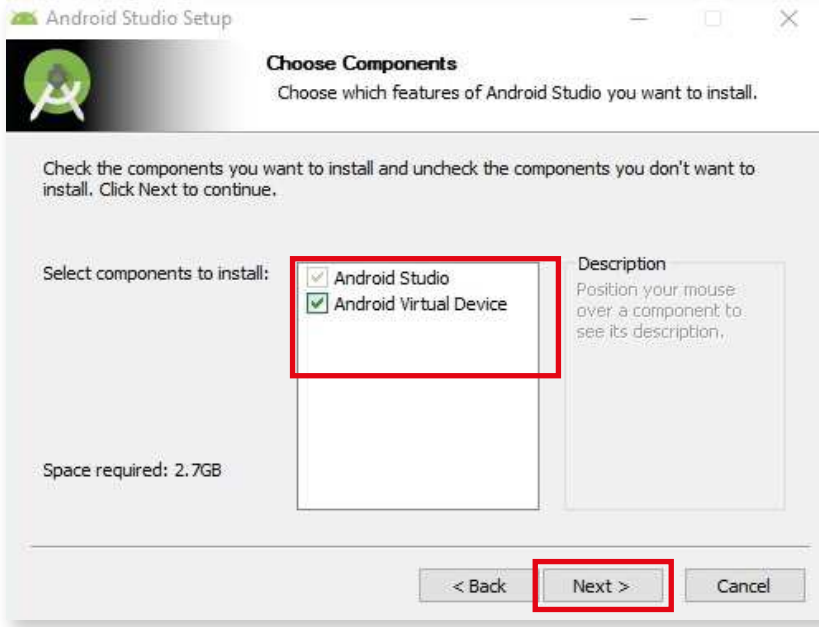 Android Studio Setup
Choose Components
Choose which features of Android Studio you want to install.
Check the components you want to install and uncheck the components you don't want to
install. Click Next to continue.
Select components to install:
Android Studio
Android Virtual Device
Description
Position your mouse
over a component to
see its description.
Space required: 2.7GB
< Back
Next >
Cancel